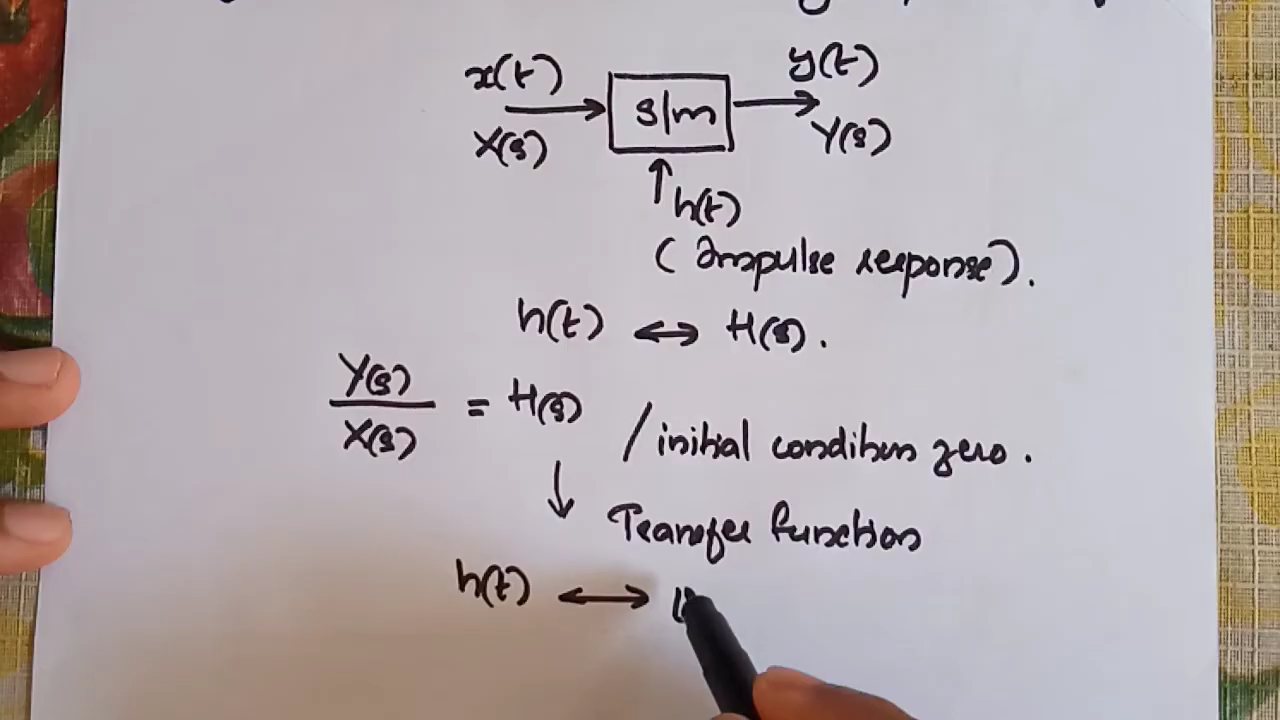 x(t) y(t)
X(s) s/m Y(s)
h(t)
(Impulse response).
h(t) ↔ H(s).
Y(s)/X(s) = H(s) /initial condition zero.
↓ Transfer function
h(t) ↔